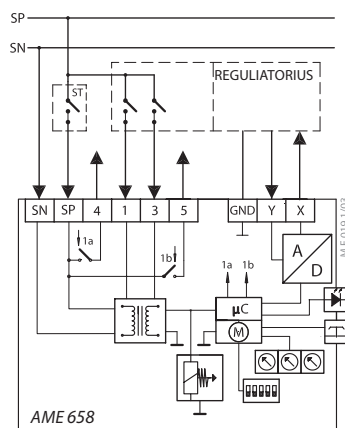 SP
SN
ST
REGULIATORIUS
SN SP 4 1 3 5 GND Y X
1a
1b
1a 1b
A
D
µC
M
AME 658